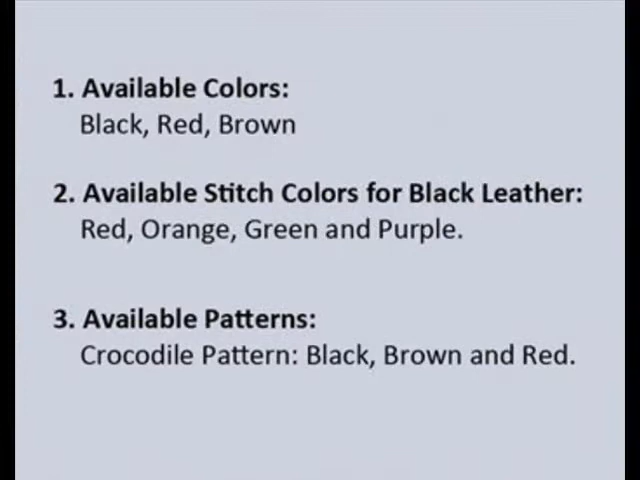 1. Available Colors:
Black, Red, Brown
2. Available Stitch Colors for Black Leather:
Red, Orange, Green and Purple.
3. Available Patterns:
Crocodile Pattern: Black, Brown and Red.